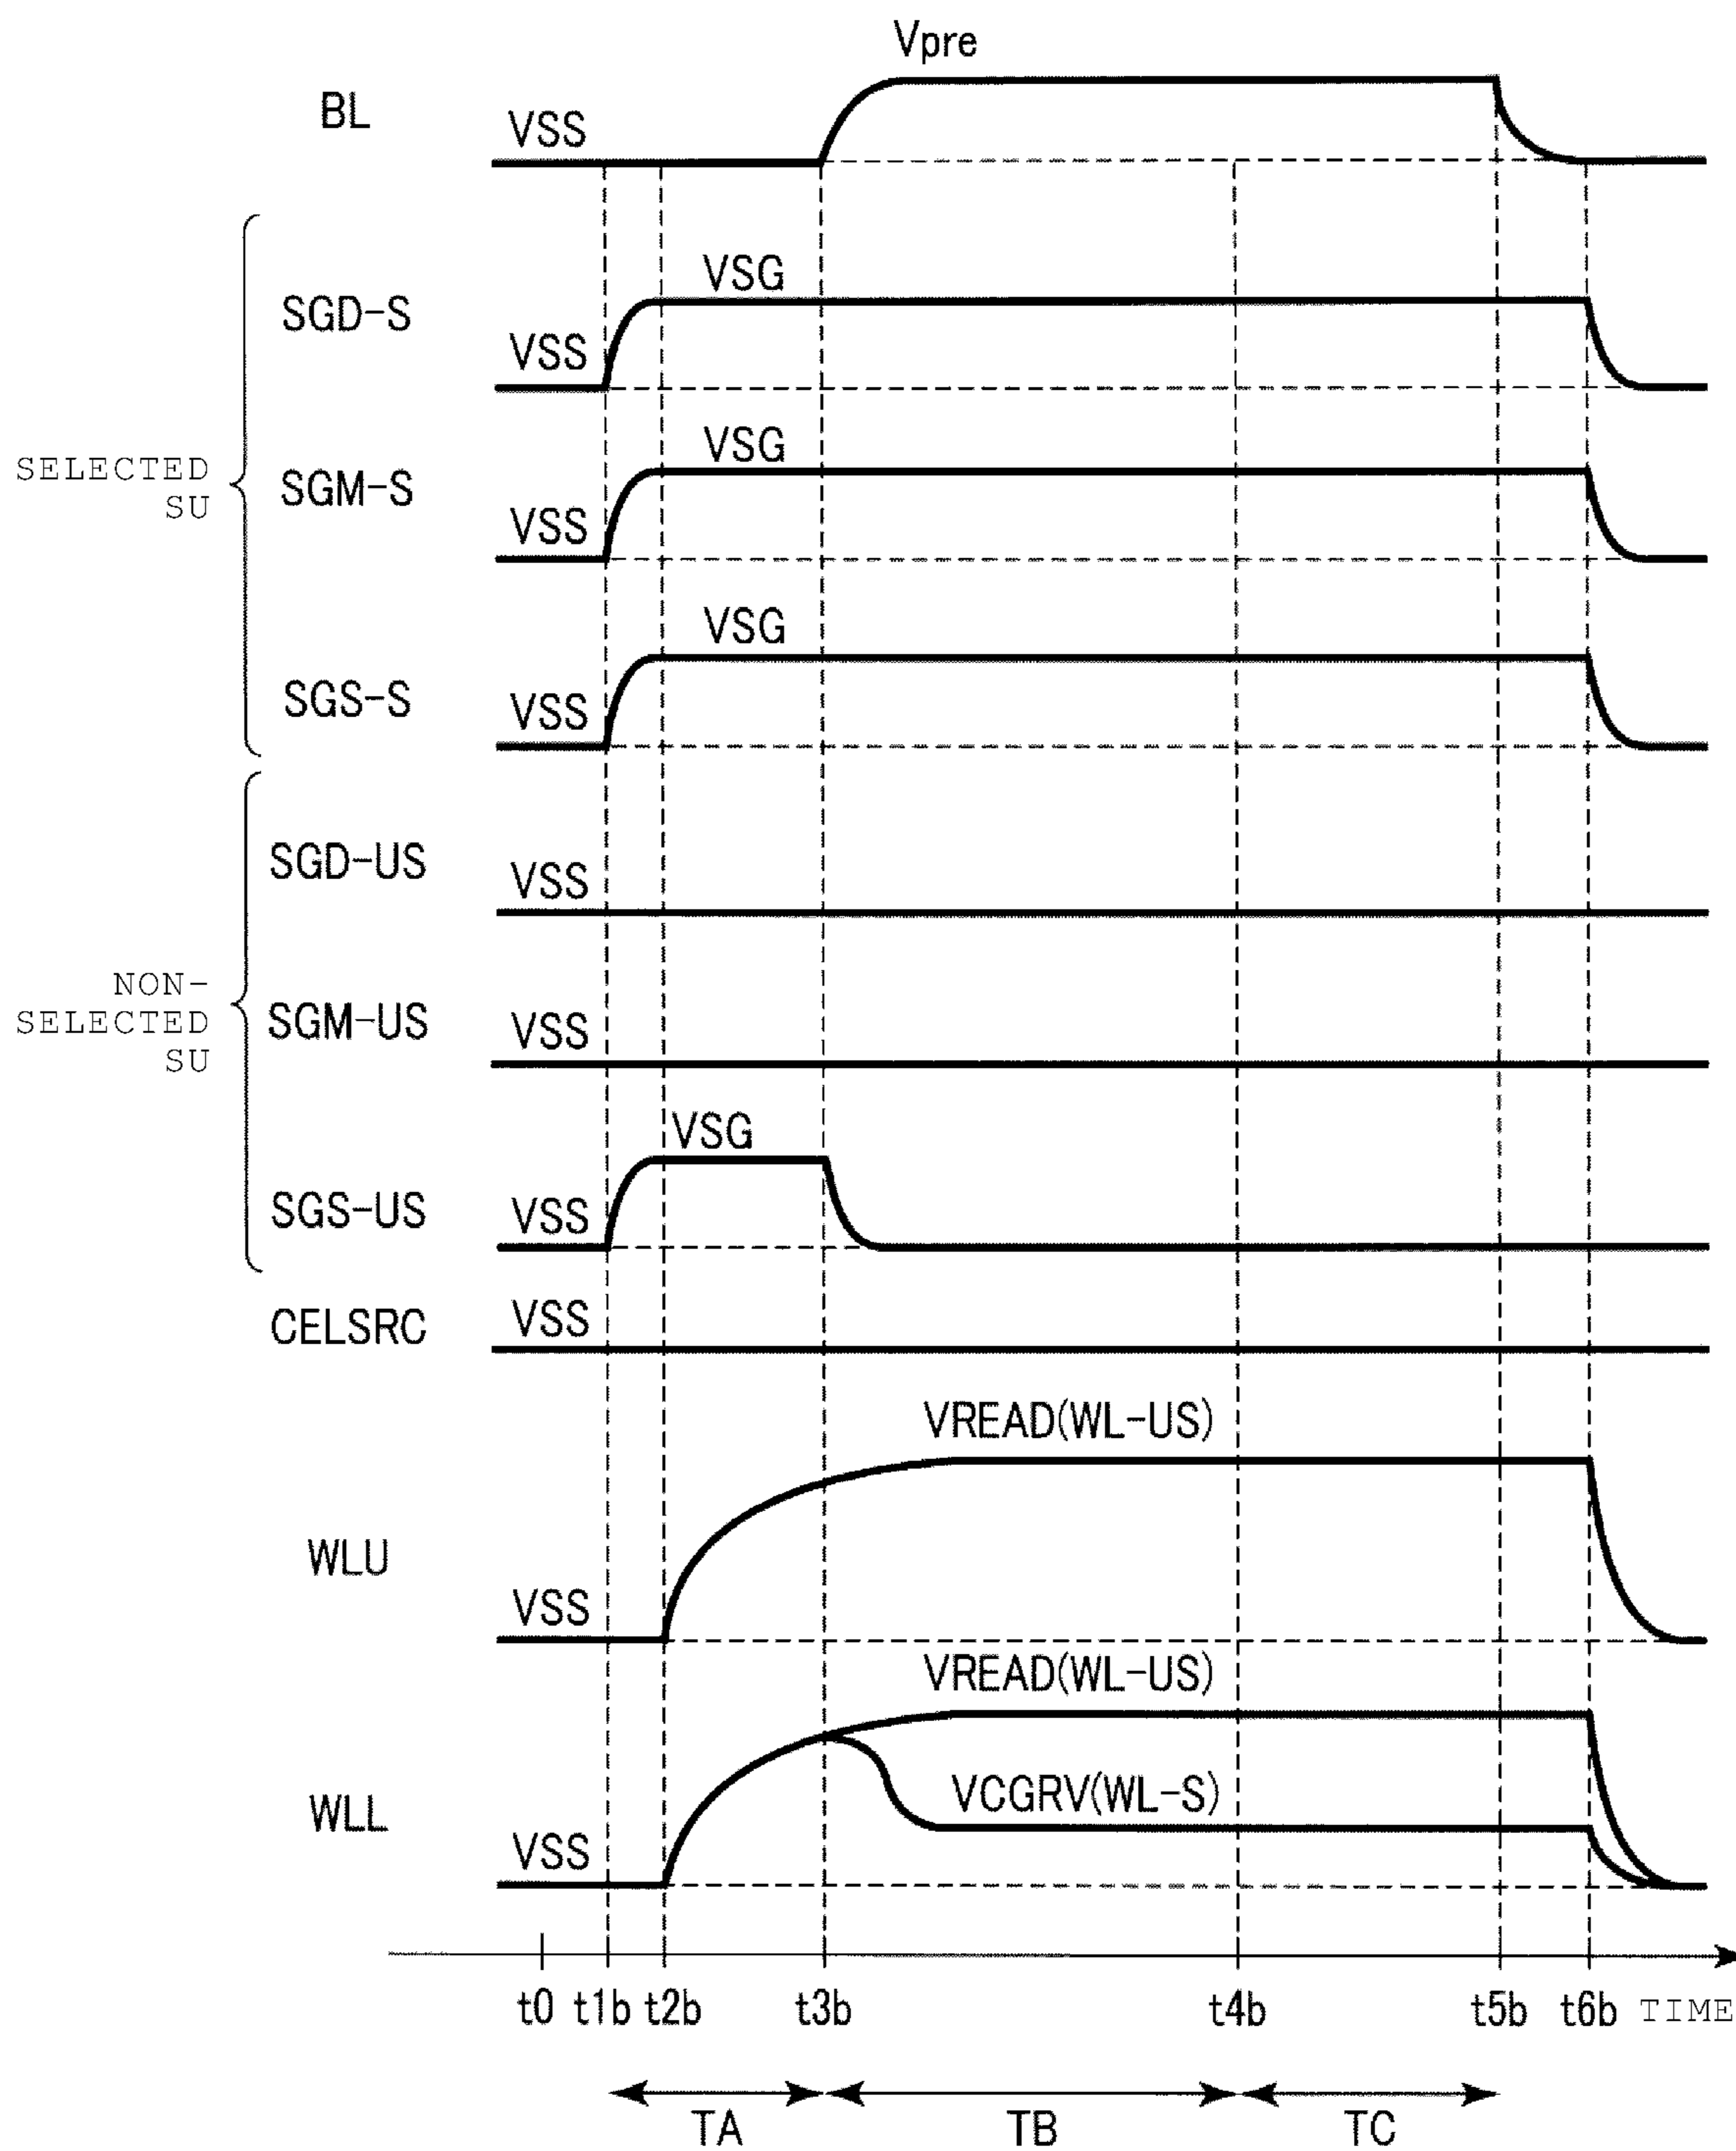 Vpre
BL
VSS
VSG
SGD-S
VSS
VSG
SELECTED
SU
SGM-S
VSS
VSG
SGS-S
VSS
SGD-US
VSS
NON-
SELECTED
SU
SGM-US
VSS
VSG
SGS-US
VSS
CELSRC
VSS
VREAD(WL-US)
WLU
VSS
VREAD(WL-US)
VCGRV(WL-S)
WLL
VSS
t0 t1b t2b t3b t4b t5b t6b TIME
TA TB TC